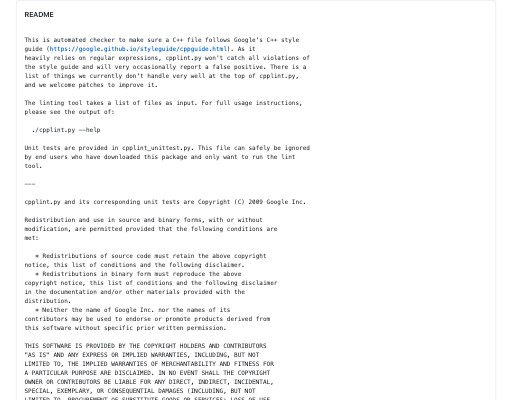 README
This is automated checker to make sure a C++ file follows Google's C++ style
guide (https://google.github.io/styleguide/cppguide.html). As it
heavily relies on regular expressions, cpplint.py won't catch all violations of
the style guide and will very occasionally report a false positive. There is a
list of things we currently don't handle very well at the top of cpplint.py,
and we welcome patches to improve it.
The linting tool takes a list of files as input. For full usage instructions,
please see the output of:
./cpplint.py --help
Unit tests are provided in cpplint_unittest.py. This file can safely be ignored
by end users who have downloaded this package and only want to run the lint
tool.
---
cpplint.py and its corresponding unit tests are Copyright (C) 2009 Google Inc.
Redistribution and use in source and binary forms, with or without
modification, are permitted provided that the following conditions are
met:
* Redistributions of source code must retain the above copyright
notice, this list of conditions and the following disclaimer.
* Redistributions in binary form must reproduce the above
copyright notice, this list of conditions and the following disclaimer
in the documentation and/or other materials provided with the
distribution.
* Neither the name of Google Inc. nor the names of its
contributors may be used to endorse or promote products derived from
this software without specific prior written permission.
THIS SOFTWARE IS PROVIDED BY THE COPYRIGHT HOLDERS AND CONTRIBUTORS
"AS IS" AND ANY EXPRESS OR IMPLIED WARRANTIES, INCLUDING, BUT NOT
LIMITED TO, THE IMPLIED WARRANTIES OF MERCHANTABILITY AND FITNESS FOR
A PARTICULAR PURPOSE ARE DISCLAIMED. IN NO EVENT SHALL THE COPYRIGHT
OWNER OR CONTRIBUTORS BE LIABLE FOR ANY DIRECT, INDIRECT, INCIDENTAL,
SPECIAL, EXEMPLARY, OR CONSEQUENTIAL DAMAGES (INCLUDING, BUT NOT
LIMITED TO, PROCUREMENT OF SUBSTITUTE GOODS OR SERVICES; LOSS OF USE,